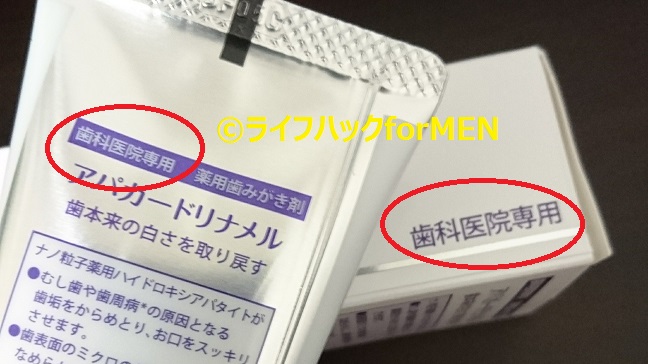 ©ライフハックforMEN
歯科医院専用 薬用歯みがき剤
アパガードリナメル
歯本来の白さを取り戻す
ナノ粒子薬用ハイドロキシアパタイトが
●むし歯や歯周病*の原因となる
歯垢をからめとり、お口をスッキリ
させます。
●歯表面のミクロの
なめらか
歯科医院専用